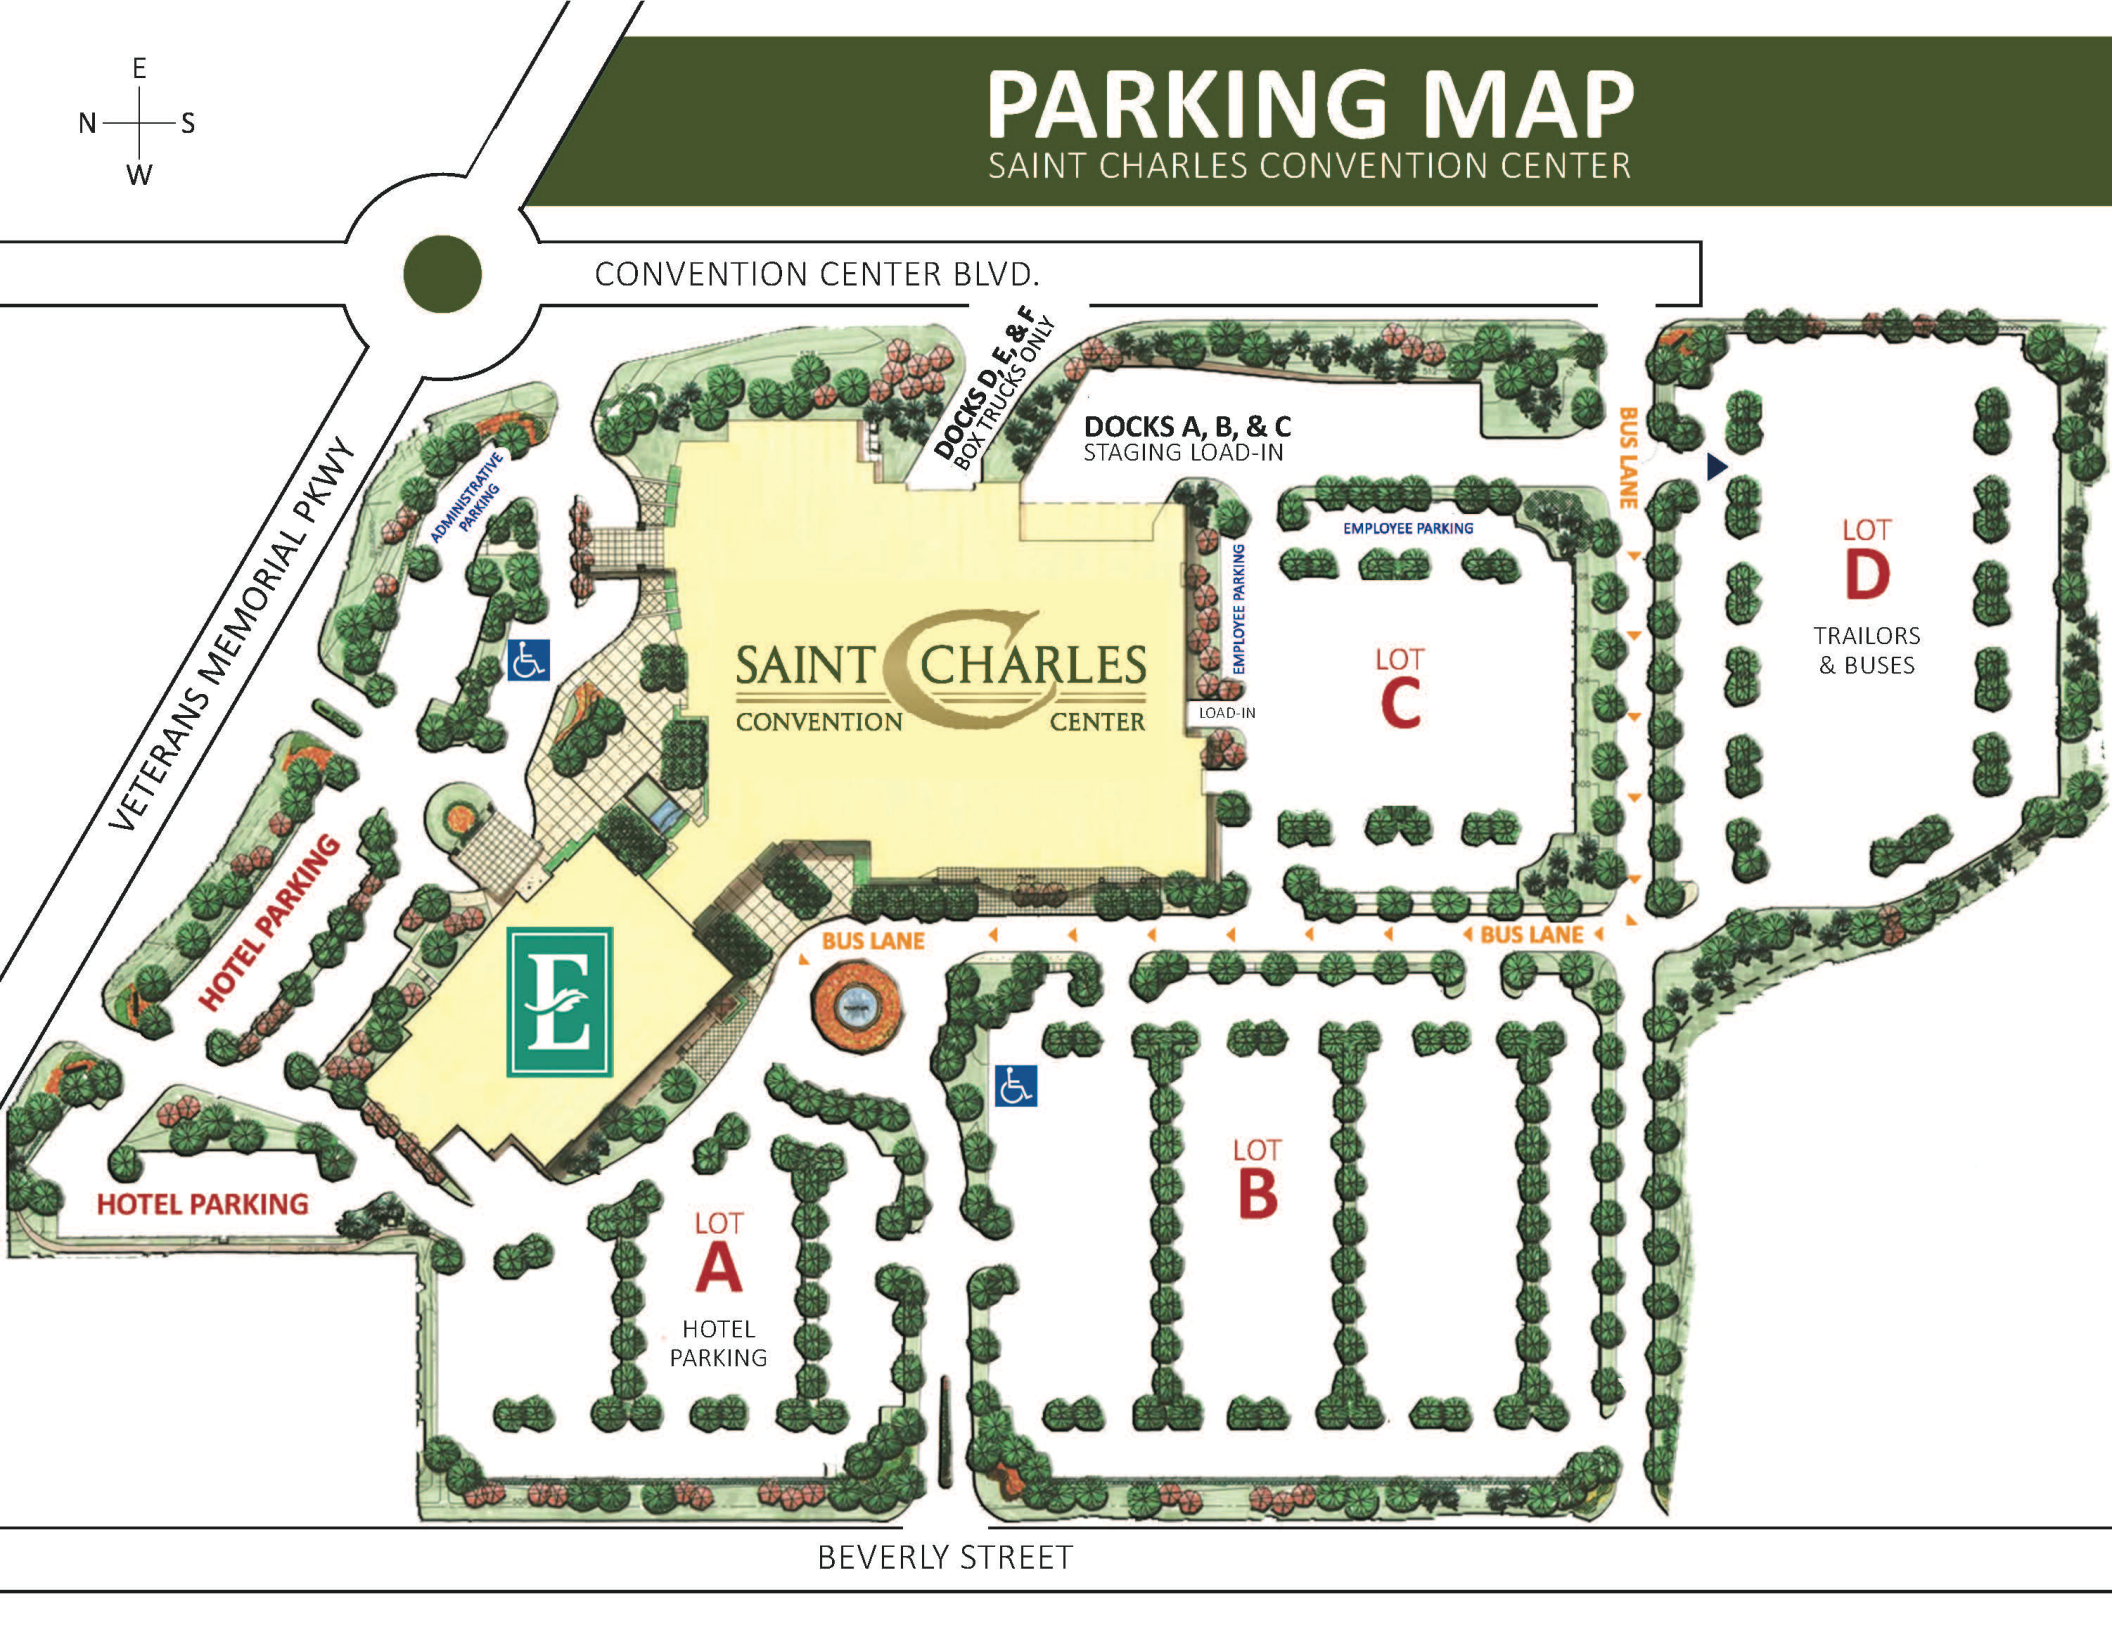 E
N S
W
PARKING MAP
SAINT CHARLES CONVENTION CENTER
CONVENTION CENTER BLVD.
VETERANS MEMORIAL PKWY
DOCKS D, E, & F
BOX TRUCKS ONLY
DOCKS A, B, & C
STAGING LOAD-IN
BUS LANE
ADMINISTRATIVE
PARKING
EMPLOYEE PARKING
EMPLOYEE PARKING
LOT
D
TRAILORS
& BUSES
SAINT CHARLES
CONVENTION CENTER
LOAD-IN
LOT
C
HOTEL PARKING
BUS LANE
BUS LANE
E
LOT
B
HOTEL PARKING
LOT
A
HOTEL
PARKING
BEVERLY STREET